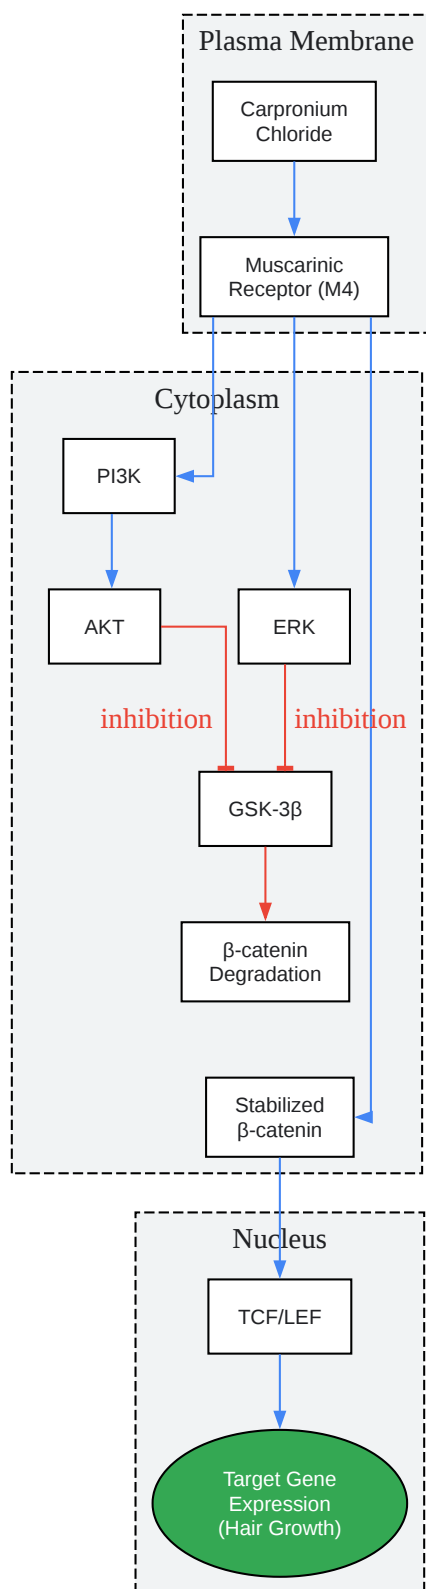 Plasma Membrane
Carpronium
Chloride
Muscarinic
Receptor (M4)
Cytoplasm
PI3K
AKT
ERK
inhibition
inhibition
GSK-3β
β-catenin
Degradation
Stabilized
β-catenin
Nucleus
TCF/LEF
Target Gene
Expression
(Hair Growth)